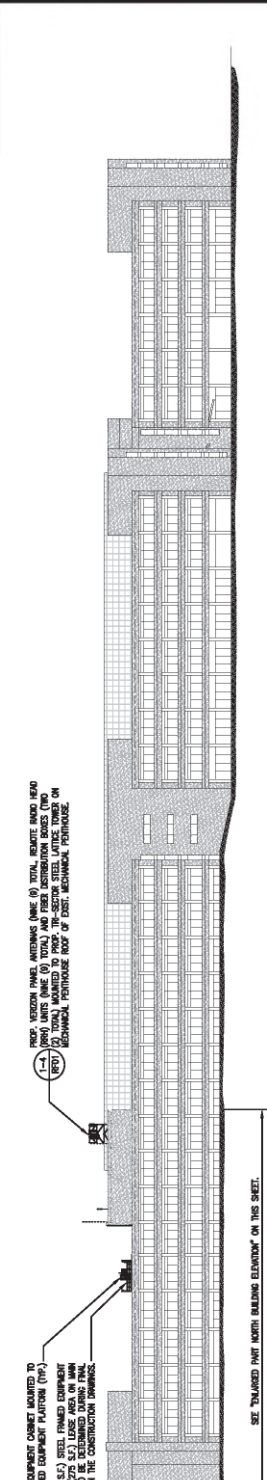 PROP. VERIZON PANEL ANTENNAS (NINE (9) TOTAL, REMOTE RADIO HEAD
(RRH) UNITS (NINE (9) TOTAL) AND FIBER DISTRIBUTION BOXES (TWO
(2) TOTAL) MOUNTED TO PROP. TRI-SECTOR STEEL LATTICE TOWER ON
MECHANICAL PENTHOUSE ROOF OF EXIST. MECHANICAL PENTHOUSE.
1-4
RF01
EQUIPMENT CABINET MOUNTED TO
ED EQUIPMENT PLATFORM (TYP.)
S.F.) STEEL FRAMED EQUIPMENT
(275 S.F.) LEASE AREA ON MAIN
BE DETERMINED DURING FINAL
THE CONSTRUCTION DRAWINGS.
SEE "ENLARGED PART NORTH BUILDING ELEVATION" ON THIS SHEET.